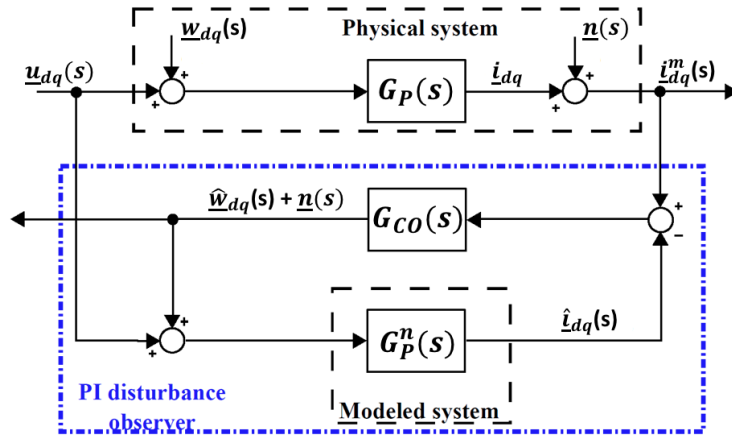 w_dq(s)
Physical system
n(s)
u_dq(s)
+
+
G_P(s)
i_dq
+
+
i^m_dq(s)
ŵ_dq(s) + n(s)
G_CO(s)
+
−
+
+
G^n_P(s)
î_dq(s)
PI disturbance
observer
Modeled system